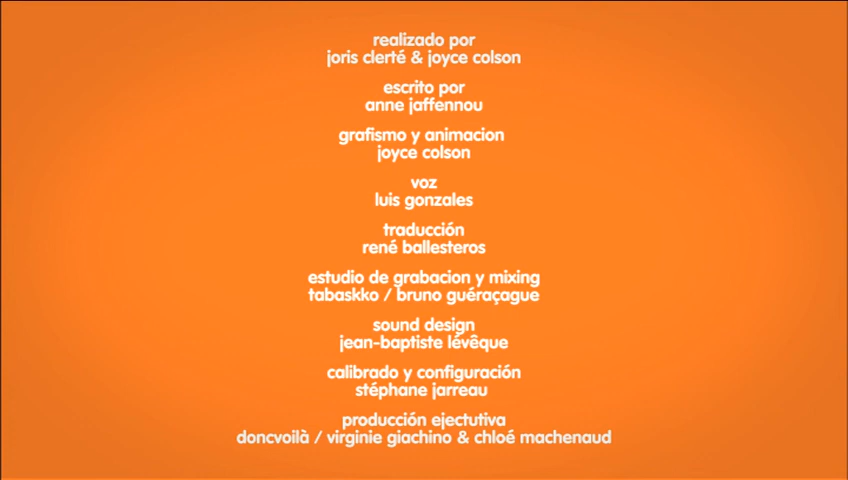 realizado por
joris clerté & joyce colson
escrito por
anne jaffennou
grafismo y animacion
joyce colson
voz
luis gonzales
traducción
rené ballesteros
estudio de grabacion y mixing
tabaskko / bruno guéraçague
sound design
jean-baptiste lévêque
calibrado y configuración
stéphane jarreau
producción ejectutiva
doncvoilà / virginie giachino & chloé machenaud